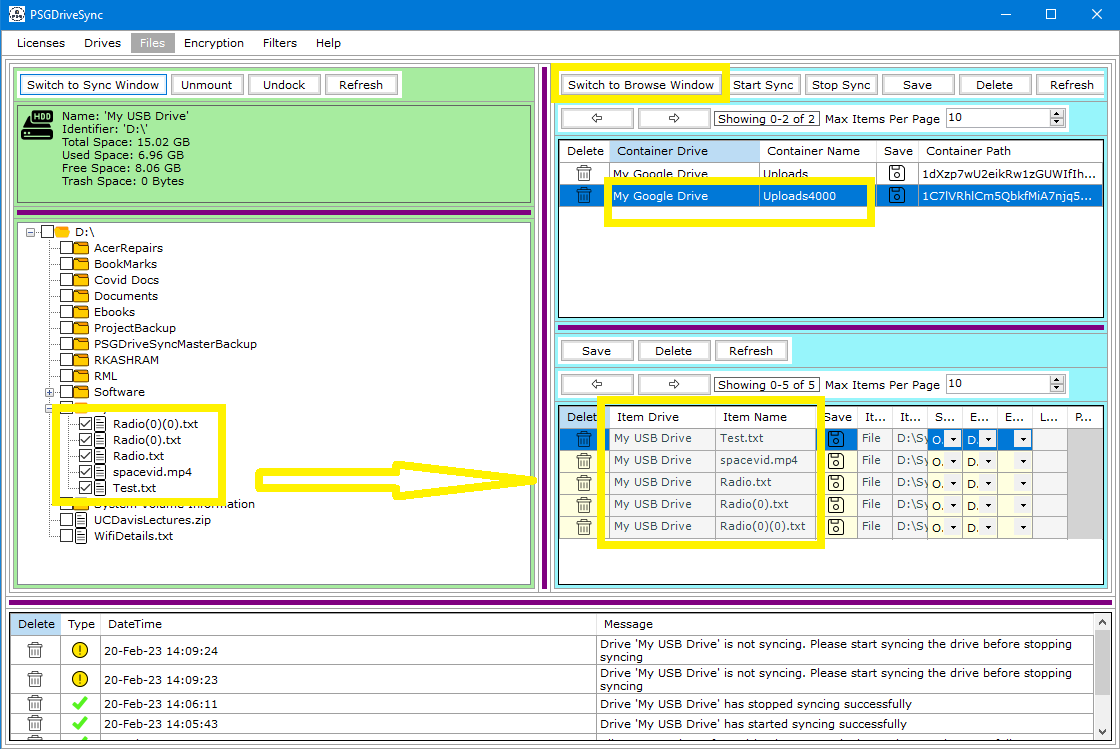 PSGDriveSync
Licenses Drives Files Encryption Filters Help
Switch to Sync Window Unmount Undock Refresh
HDD
Name: 'My USB Drive'
Identifier: 'D:\'
Total Space: 15.02 GB
Used Space: 6.96 GB
Free Space: 8.06 GB
Trash Space: 0 Bytes
D:\
AcerRepairs
BookMarks
Covid Docs
Documents
Ebooks
ProjectBackup
PSGDriveSyncMasterBackup
RKASHRAM
RML
Software
Radio(0)(0).txt
Radio(0).txt
Radio.txt
spacevid.mp4
Test.txt
System Volume Information
UCDavisLectures.zip
WifiDetails.txt
Switch to Browse Window Start Sync Stop Sync Save Delete Refresh
Showing 0-2 of 2 Max Items Per Page 10
Delete Container Drive Container Name Save Container Path
My Google Drive Uploads 1dXzp7wU2eikRw1zGUWIfIh...
My Google Drive Uploads4000 1C7lVRhlCm5QbkfMiA7njq5...
Save Delete Refresh
Showing 0-5 of 5 Max Items Per Page 10
Delet Item Drive Item Name Save It... It... S... E... E... L... P...
My USB Drive Test.txt File D:\Sy O. D.
My USB Drive spacevid.mp4 File D:\Sy O. D.
My USB Drive Radio.txt File D:\Sy O. D.
My USB Drive Radio(0).txt File D:\Sy O. D.
My USB Drive Radio(0)(0).txt File D:\Sy O. D.
Delete Type DateTime Message
20-Feb-23 14:09:24 Drive 'My USB Drive' is not syncing. Please start syncing the drive before stopping
syncing
20-Feb-23 14:09:23 Drive 'My USB Drive' is not syncing. Please start syncing the drive before stopping
syncing
20-Feb-23 14:06:11 Drive 'My USB Drive' has stopped syncing successfully
20-Feb-23 14:05:43 Drive 'My USB Drive' has started syncing successfully